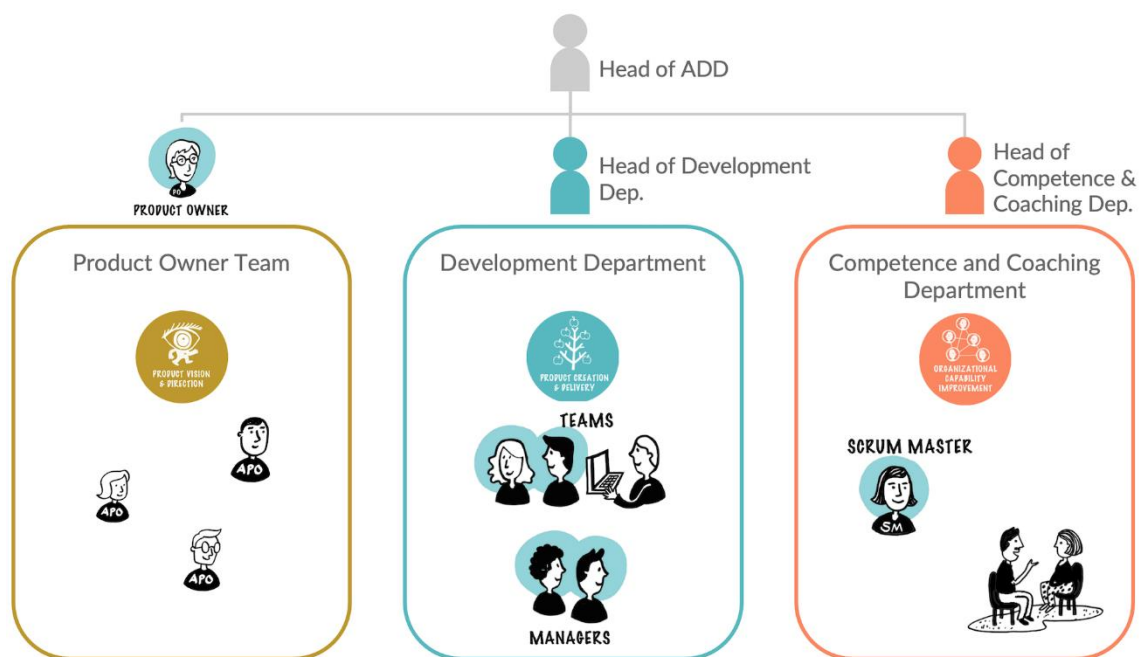 Head of ADD
PO
PRODUCT OWNER
Head of Development
Dep.
Head of
Competence &
Coaching Dep.
Product Owner Team
PRODUCT VISION
& DIRECTION
APO
APO
APO
Development Department
PRODUCT CREATION
& DELIVERY
TEAMS
MANAGERS
Competence and Coaching
Department
ORGANIZATIONAL
CAPABILITY
IMPROVEMENT
SCRUM MASTER
SM